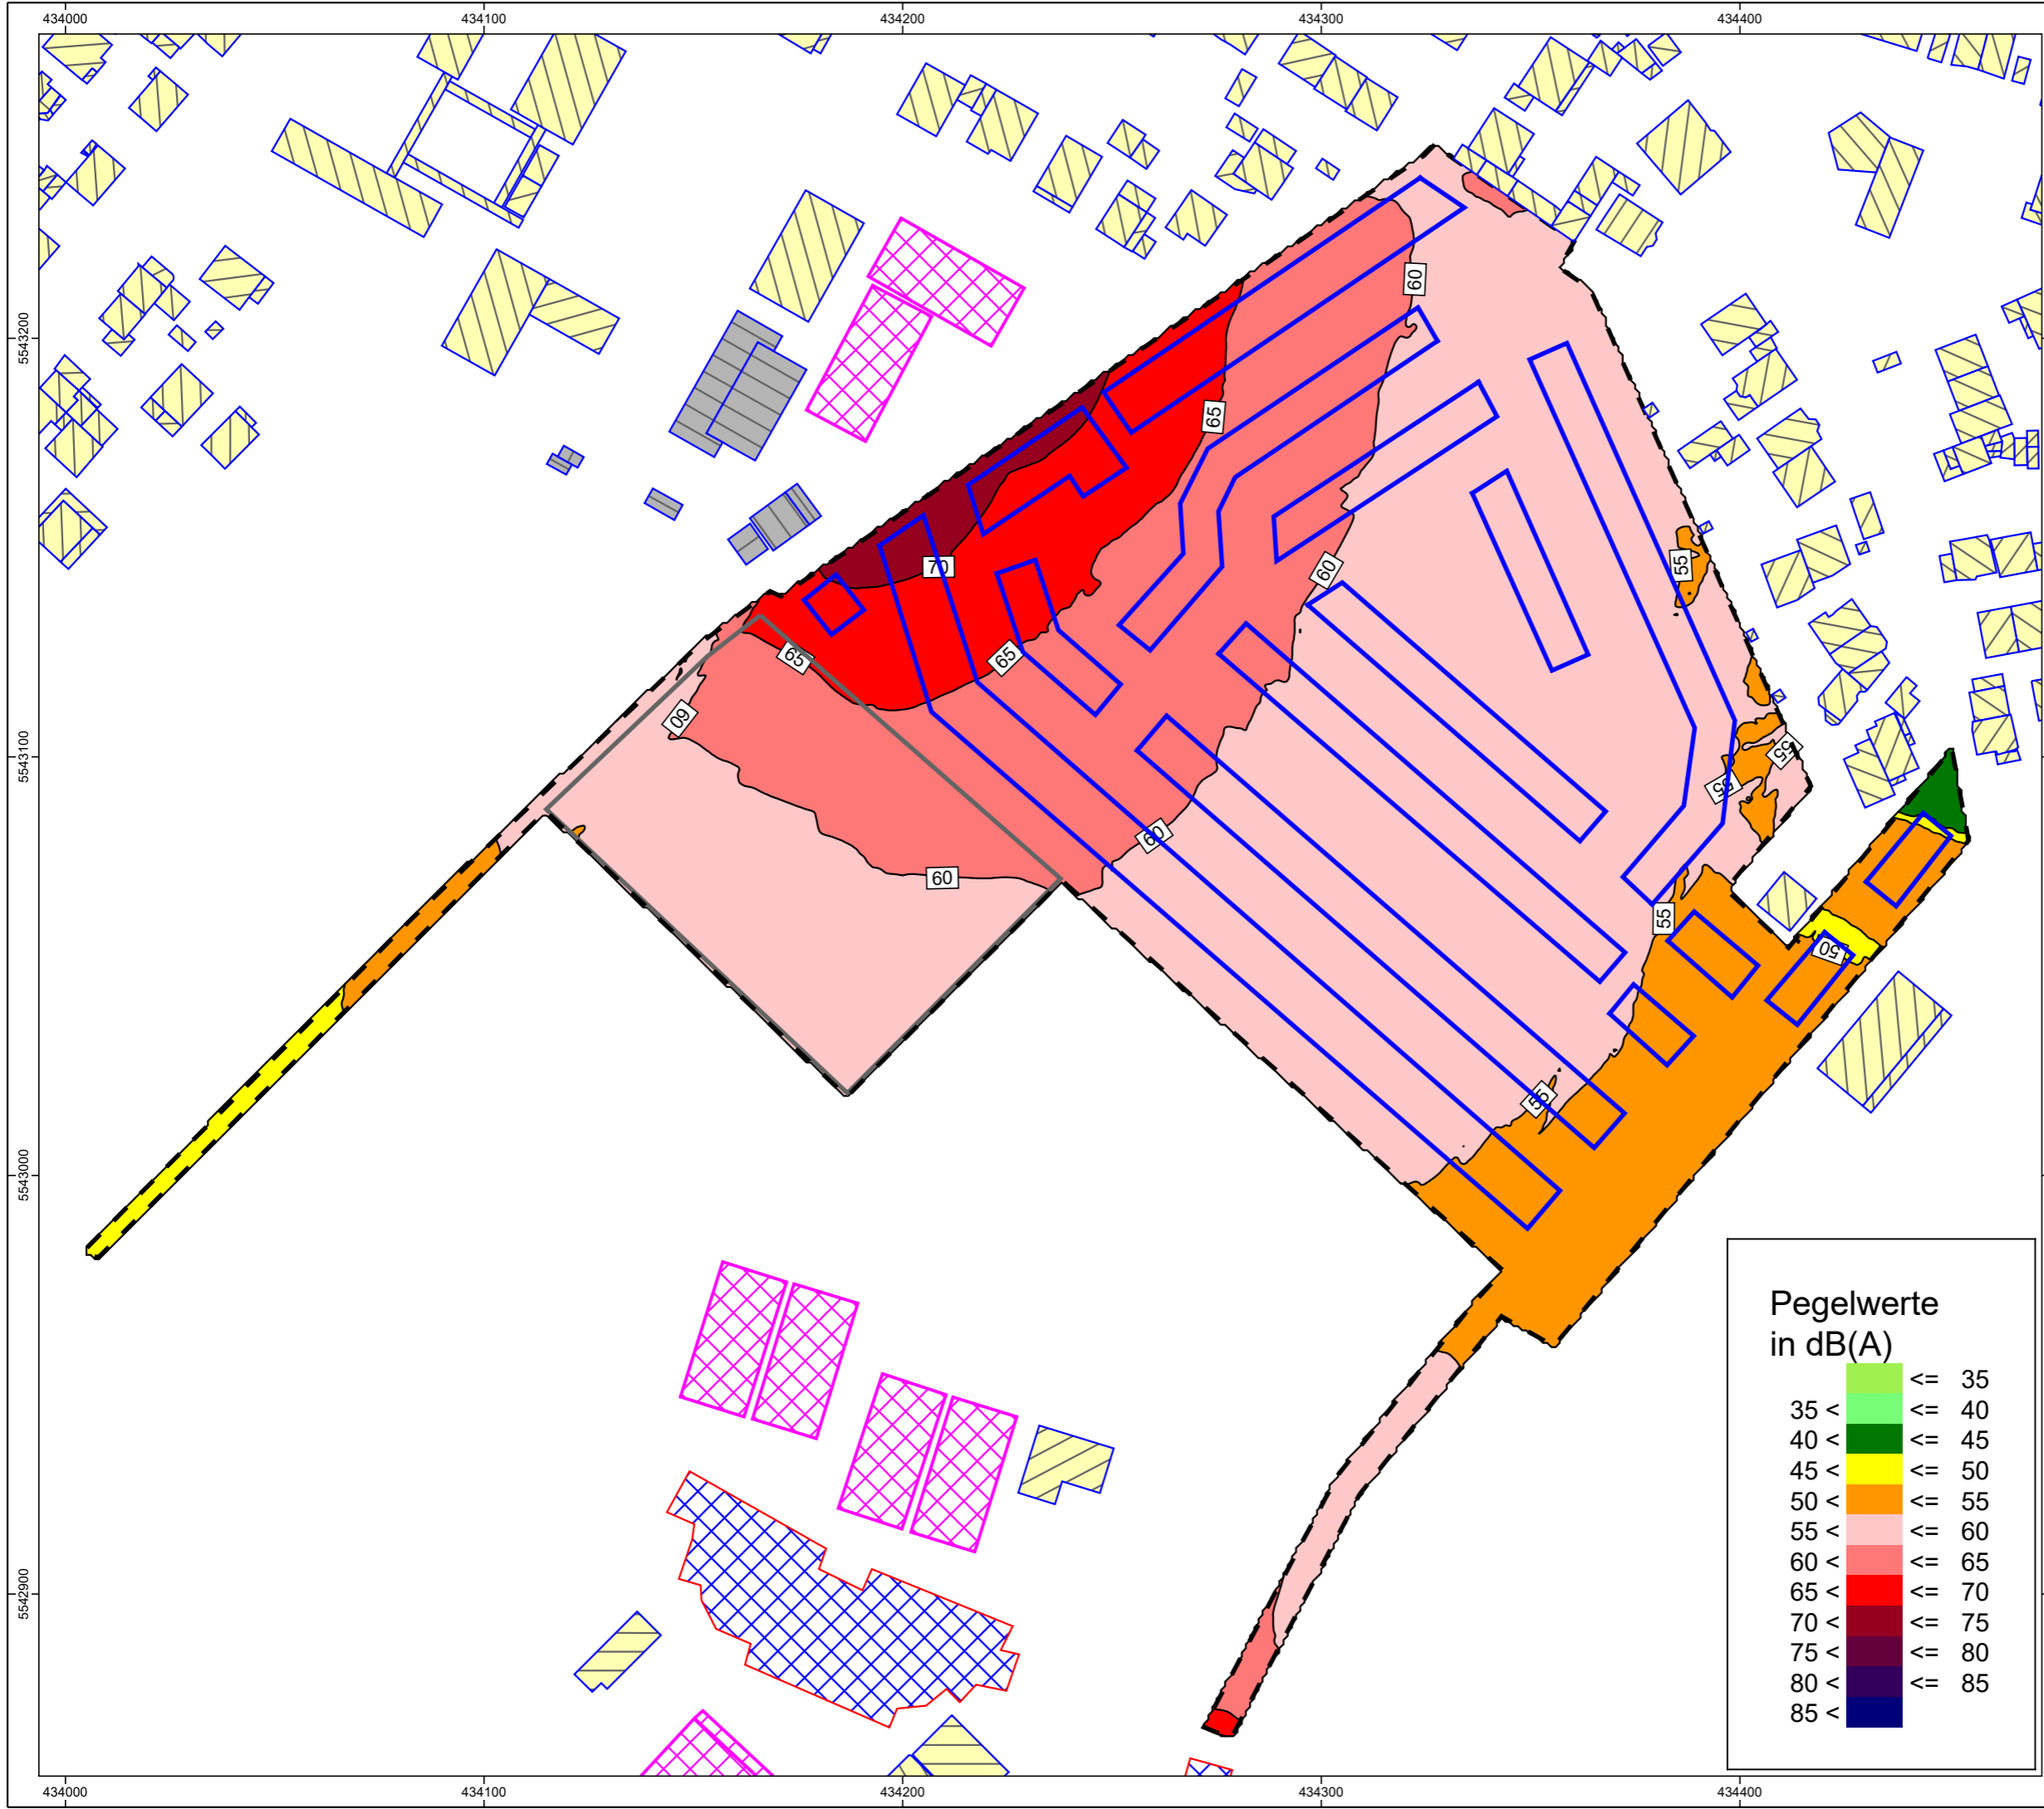 434000 434100 434200 434300 434400
5543200
5543100
5543000
5542900
60
65
60
70
55
65
65
60
60
55
55
60
60
55
50
55
Pegelwerte
in dB(A)
<= 35
35 < <= 40
40 < <= 45
45 < <= 50
50 < <= 55
55 < <= 60
60 < <= 65
65 < <= 70
70 < <= 75
75 < <= 80
80 < <= 85
85 <
434000 434100 434200 434300 434400